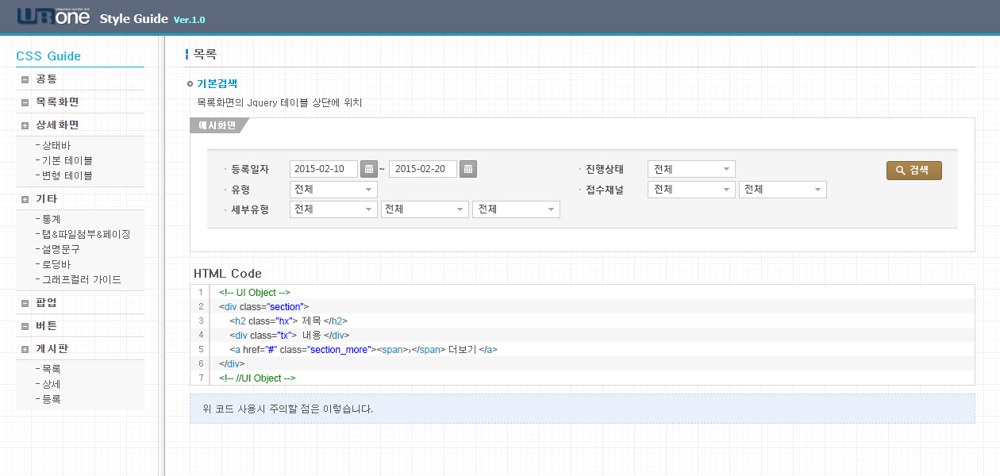 UBone Style Guide Ver.1.0
CSS Guide
공통
목록화면
상세화면
- 상태바
- 기본 테이블
- 변형 테이블
기타
- 통계
- 탭&파일첨부&페이징
- 설명문구
- 로딩바
- 그래프컬러 가이드
팝업
버튼
게시판
- 목록
- 상세
- 등록
목록
기본검색
목록화면의 Jquery 테이블 상단에 위치
예시화면
· 등록일자 2015-02-10 ~ 2015-02-20 · 진행상태 전체 검색
· 유형 전체 · 접수채널 전체 전체
· 세부유형 전체 전체 전체
HTML Code
1 <!-- UI Object -->
2 <div class="section">
3 <h2 class="hx"> 제목 </h2>
4 <div class="tx"> 내용 </div>
5 <a href="#" class="section_more"><span>›</span> 더보기 </a>
6 </div>
7 <!-- //UI Object -->
위 코드 사용시 주의할 점은 이렇습니다.